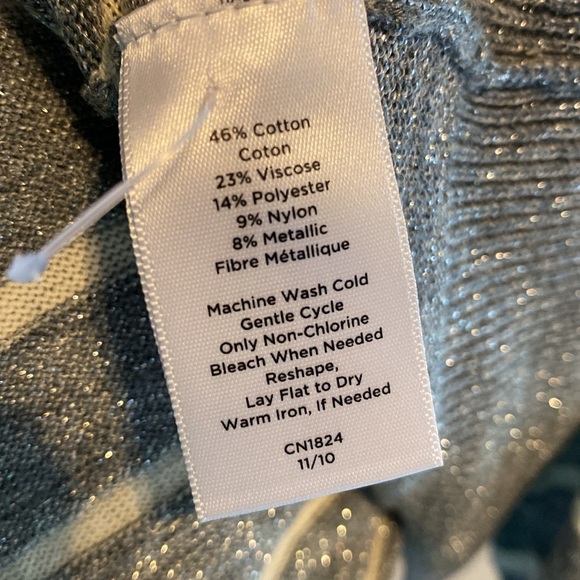 46% Cotton
Coton
23% Viscose
14% Polyester
9% Nylon
8% Metallic
Fibre Métallique
Machine Wash Cold
Gentle Cycle
Only Non-Chlorine
Bleach When Needed
Reshape,
Lay Flat to Dry
Warm Iron, If Needed
CN1824
11/10